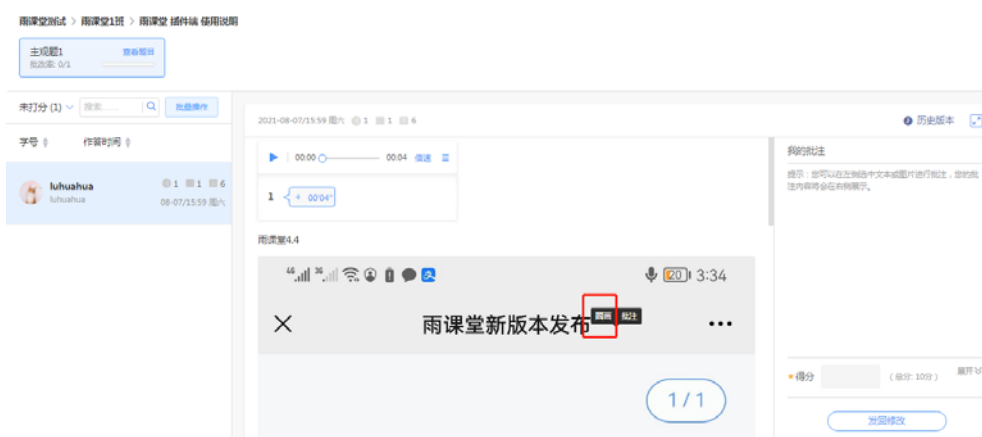 雨课堂测试 > 雨课堂1班 > 雨课堂 插件端 使用说明
主观题1 查看题目
批改率: 0/1
未打分 (1) 搜索...... 批量操作
学号 作答时间
luhuahua 1 1 6
luhuahua 08-07/15:59 周六
2021-08-07/15:59 周六 1 1 6
历史版本
00:00 00:04 倍速
1 00'04"
雨课堂4.4
46 36 20 3:34
雨课堂新版本发布 圈画 批注
1/1
我的批注
提示：您可以在左侧选中文本或图片进行批注，您的批
注内容将会在右侧展示。
*得分 ( 总分: 10分 ) 展开
发回修改